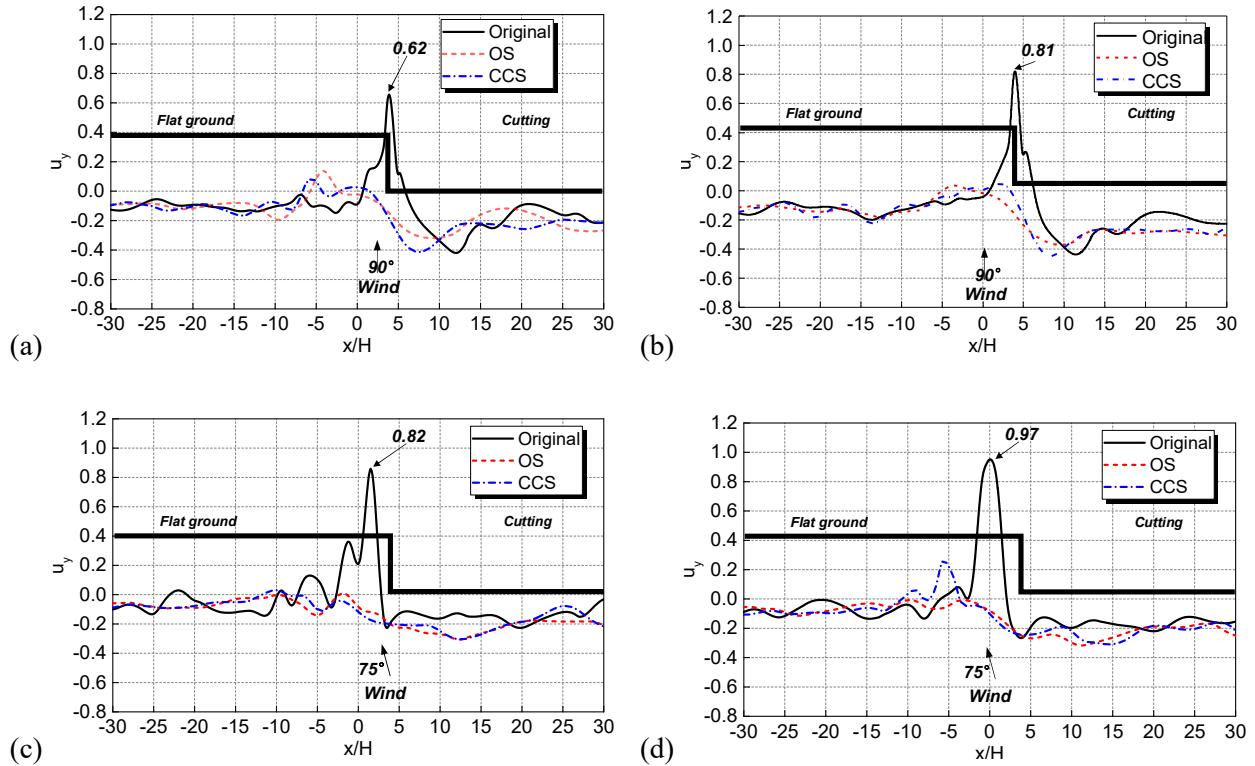 1.2
1.0
0.8
0.6
0.4
0.2
0.0
-0.2
-0.4
-0.6
-0.8
u_y
Original
OS
CCS
0.62
Flat ground
Cutting
90°
Wind
-30 -25 -20 -15 -10 -5 0 5 10 15 20 25 30
x/H
(a)
1.2
1.0
0.8
0.6
0.4
0.2
0.0
-0.2
-0.4
-0.6
-0.8
u_y
Original
OS
CCS
0.81
Flat ground
Cutting
90°
Wind
-30 -25 -20 -15 -10 -5 0 5 10 15 20 25 30
x/H
(b)
1.2
1.0
0.8
0.6
0.4
0.2
0.0
-0.2
-0.4
-0.6
-0.8
u_y
Original
OS
CCS
0.82
Flat ground
Cutting
75°
Wind
-30 -25 -20 -15 -10 -5 0 5 10 15 20 25 30
x/H
(c)
1.2
1.0
0.8
0.6
0.4
0.2
0.0
-0.2
-0.4
-0.6
-0.8
u_y
Original
OS
CCS
0.97
Flat ground
Cutting
75°
Wind
-30 -25 -20 -15 -10 -5 0 5 10 15 20 25 30
x/H
(d)